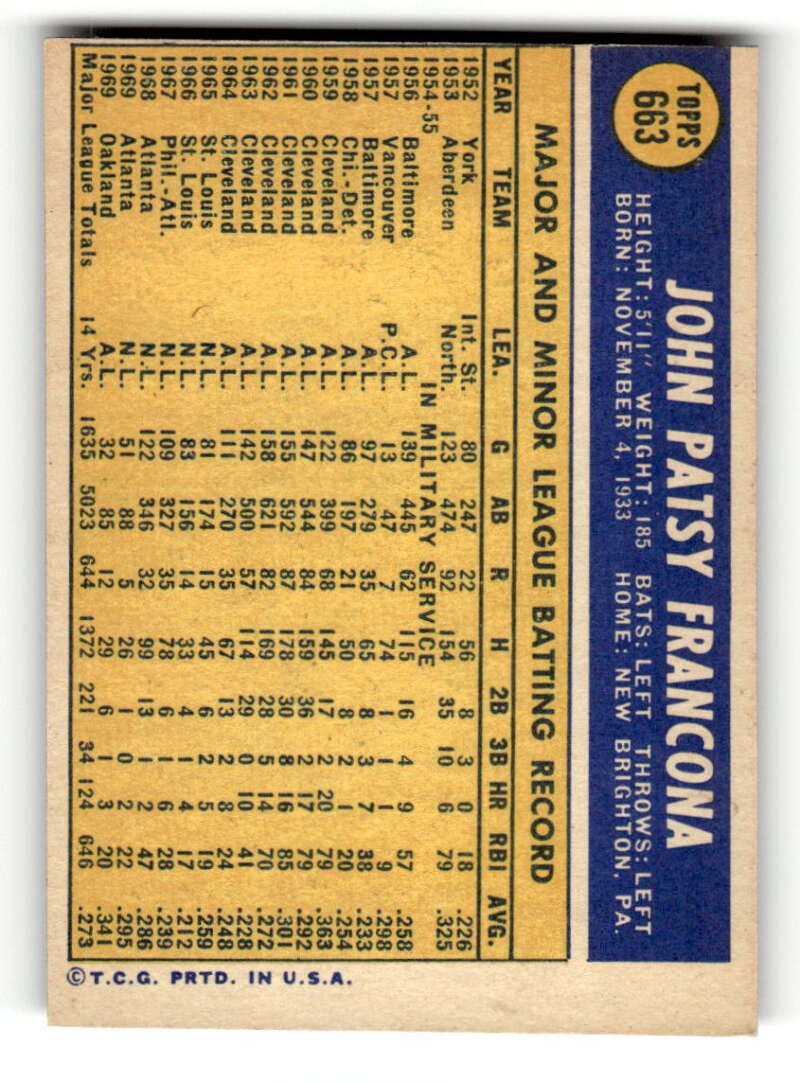 TOPPS
663
JOHN PATSY FRANCONA
HEIGHT: 5'11" WEIGHT: 185 BATS: LEFT THROWS: LEFT
BORN: NOVEMBER 4, 1933 HOME: NEW BRIGHTON, PA.
MAJOR AND MINOR LEAGUE BATTING RECORD
YEAR TEAM LEA. G AB R H 2B 3B HR RBI AVG.
1952 York Int. St. 80 247 22 56 8 3 0 18 .226
1953 Aberdeen North. 123 474 92 154 35 10 6 79 .325
1954-55 IN MILITARY SERVICE
1956 Baltimore A.L. 139 445 62 115 16 4 9 57 .258
1957 Vancouver P.C.L. 13 47 7 74 1 1 1 9 .298
1957 Baltimore A.L. 97 279 35 65 8 3 7 38 .233
1958 Chi.-Det. A.L. 86 197 21 50 8 2 1 20 .254
1959 Cleveland A.L. 122 399 68 145 17 2 20 79 .363
1960 Cleveland A.L. 147 544 84 159 36 2 17 79 .292
1961 Cleveland A.L. 155 592 87 178 30 8 16 85 .301
1962 Cleveland A.L. 158 621 82 169 28 5 14 70 .272
1963 Cleveland A.L. 142 500 57 114 29 0 10 41 .228
1964 Cleveland A.L. 111 270 35 67 13 2 8 24 .248
1965 St. Louis N.L. 81 174 15 45 6 2 5 19 .259
1966 St. Louis N.L. 83 156 14 33 4 1 4 17 .212
1967 Phil.-Atl. N.L. 109 327 35 78 6 1 6 28 .239
1968 Atlanta N.L. 122 346 32 99 13 1 2 47 .286
1969 Atlanta N.L. 51 88 5 26 1 0 2 22 .295
1969 Oakland A.L. 32 85 12 29 6 1 3 20 .341
Major League Totals 14 Yrs. 1635 5023 644 1372 221 34 124 646 .273
© T.C.G. PRTD. IN U.S.A.